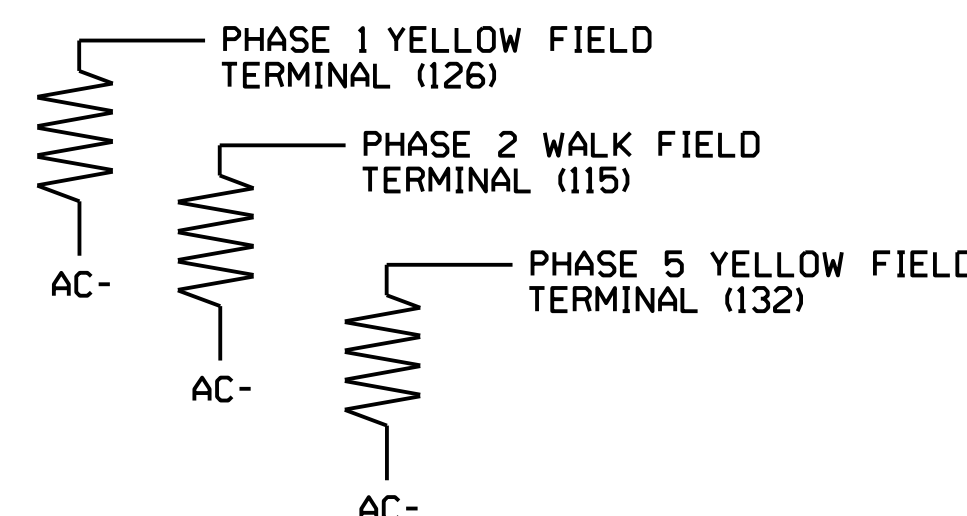 PHASE 1 YELLOW FIELD
TERMINAL (126)
AC-
PHASE 2 WALK FIELD
TERMINAL (115)
AC-
PHASE 5 YELLOW FIELD
TERMINAL (132)
AC-